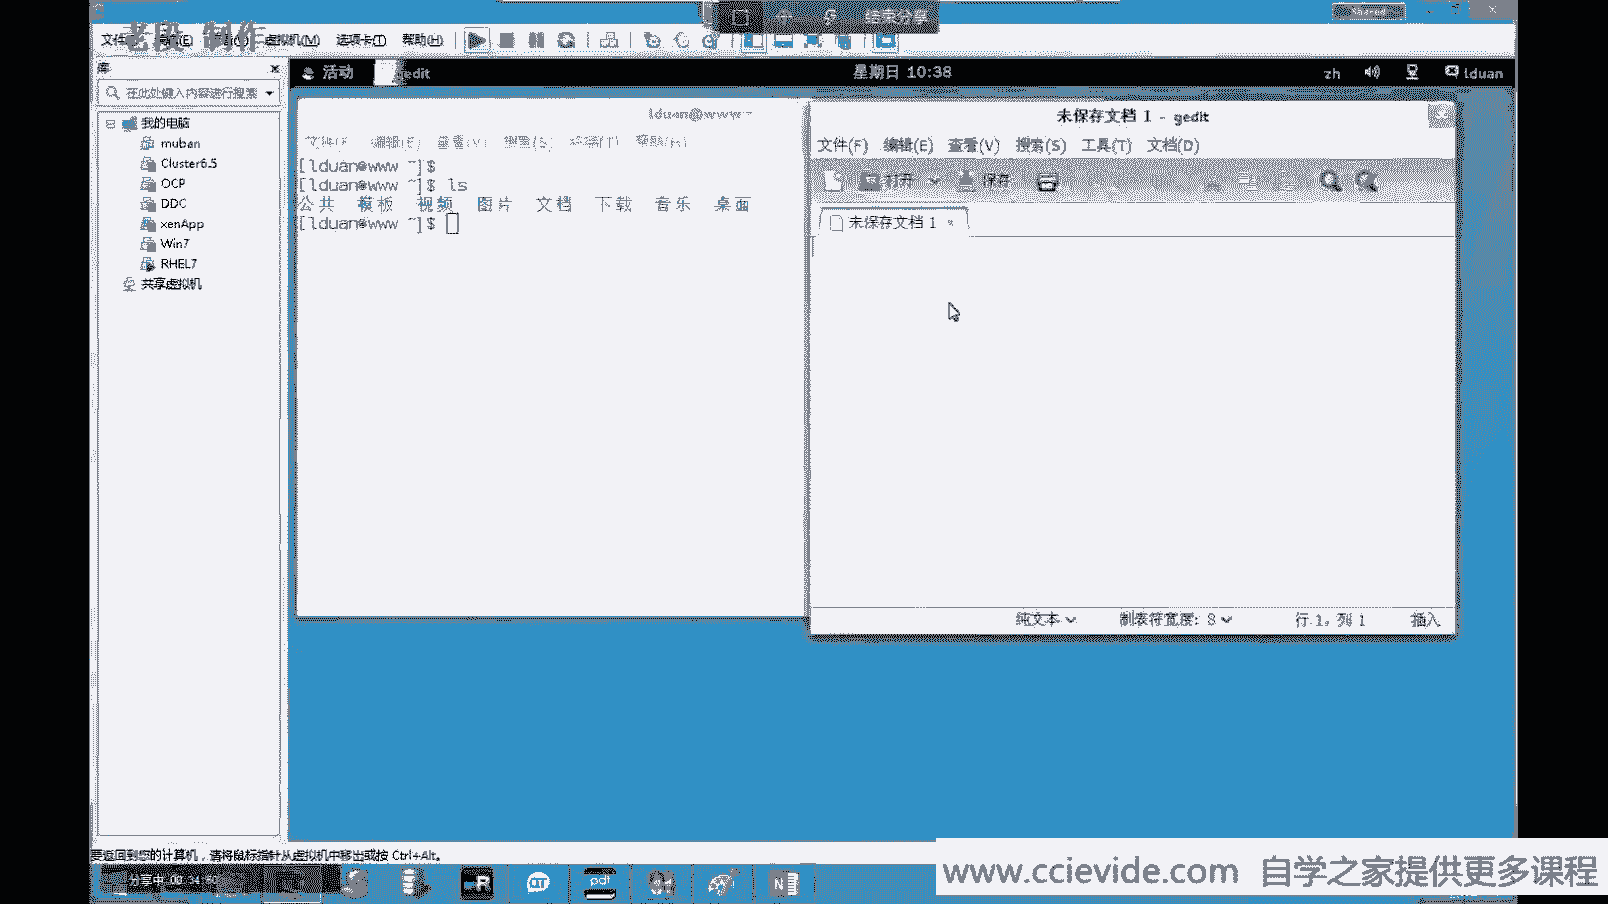 结束分享
Shared
老段 制作
虚拟机(M) 选项卡(T) 帮助(H)
库
活动 gedit 星期日 10:38 zh lduan
在此处键入内容进行搜索
我的电脑
muban
Cluster6.5
OCP
DDC
xenApp
Win7
RHEL7
共享虚拟机
lduan@www:~
文件(F) 编辑(E) 查看(V) 搜索(S) 终端(T) 帮助(H)
[lduan@www ~]$
[lduan@www ~]$ ls
公共 模板 视频 图片 文档 下载 音乐 桌面
[lduan@www ~]$
未保存文档 1 - gedit
文件(F) 编辑(E) 查看(V) 搜索(S) 工具(T) 文档(D)
打开 保存
未保存文档 1
纯文本 制表符宽度: 8 行 1, 列 1 插入
要返回到您的计算机，请将鼠标指针从虚拟机中移出或按 Ctrl+Alt。
分享中
www.ccievide.com 自学之家提供更多课程